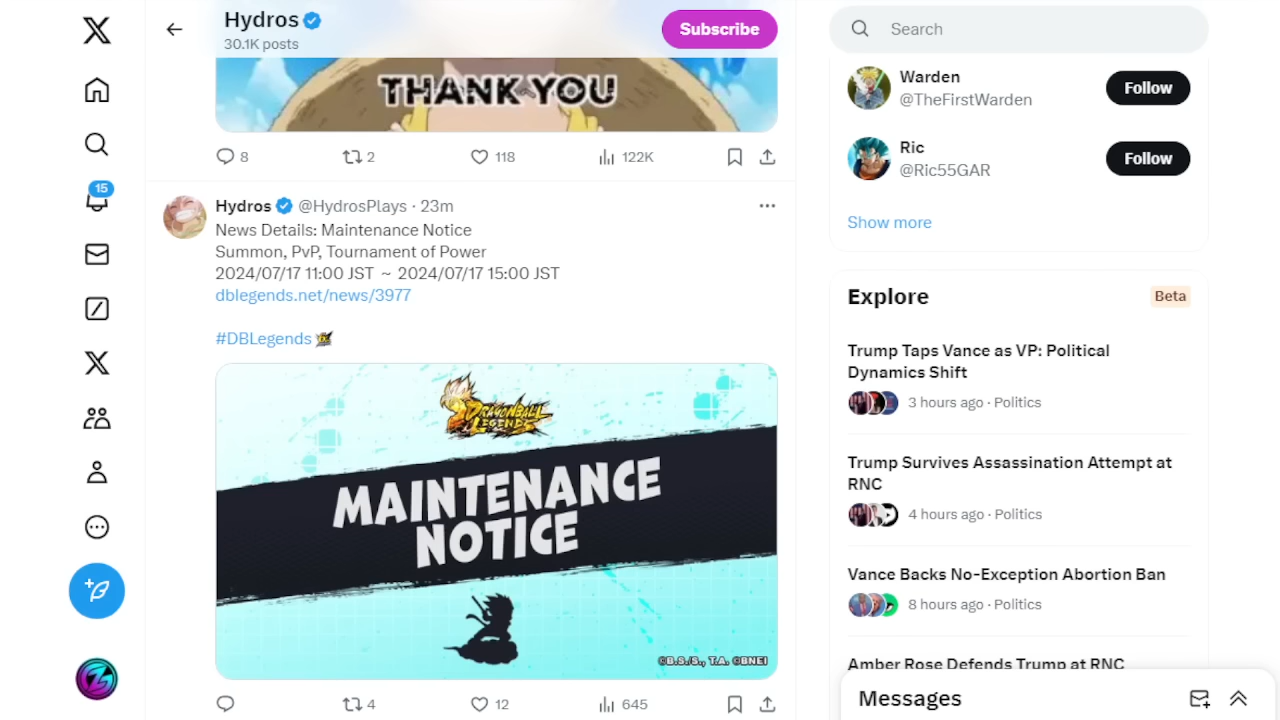 Hydros
30.1K posts
Subscribe
Search
THANK YOU
8
2
118
122K
Hydros @HydrosPlays · 23m
News Details: Maintenance Notice
Summon, PvP, Tournament of Power
2024/07/17 11:00 JST ~ 2024/07/17 15:00 JST
dblegends.net/news/3977
#DBLegends
DRAGONBALL
LEGENDS
MAINTENANCE
NOTICE
©B.S./S., T.A. ©BNEI
4
12
645
15
Warden
@TheFirstWarden
Follow
Ric
@Ric55GAR
Follow
Show more
Explore
Beta
Trump Taps Vance as VP: Political
Dynamics Shift
3 hours ago · Politics
Trump Survives Assassination Attempt at
RNC
4 hours ago · Politics
Vance Backs No-Exception Abortion Ban
8 hours ago · Politics
Amber Rose Defends Trump at RNC
Messages